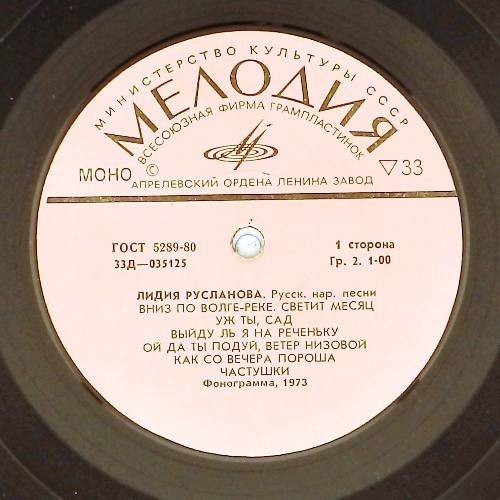 МИНИСТЕРСТВО КУЛЬТУРЫ СССР
МЕЛОДИЯ
ВСЕСОЮЗНАЯ ФИРМА ГРАМПЛАСТИНОК
МОНО © ▽ 33
АПРЕЛЕВСКИЙ ОРДЕНА ЛЕНИНА ЗАВОД
ГОСТ 5289-80 1 сторона
33Д—035125 Гр. 2. 1-00
ЛИДИЯ РУСЛАНОВА. Русск. нар. песни
ВНИЗ ПО ВОЛГЕ-РЕКЕ. СВЕТИТ МЕСЯЦ
УЖ ТЫ, САД
ВЫЙДУ ЛЬ Я НА РЕЧЕНЬКУ
ОЙ ДА ТЫ ПОДУЙ, ВЕТЕР НИЗОВОЙ
КАК СО ВЕЧЕРА ПОРОША
ЧАСТУШКИ
Фонограмма, 1973